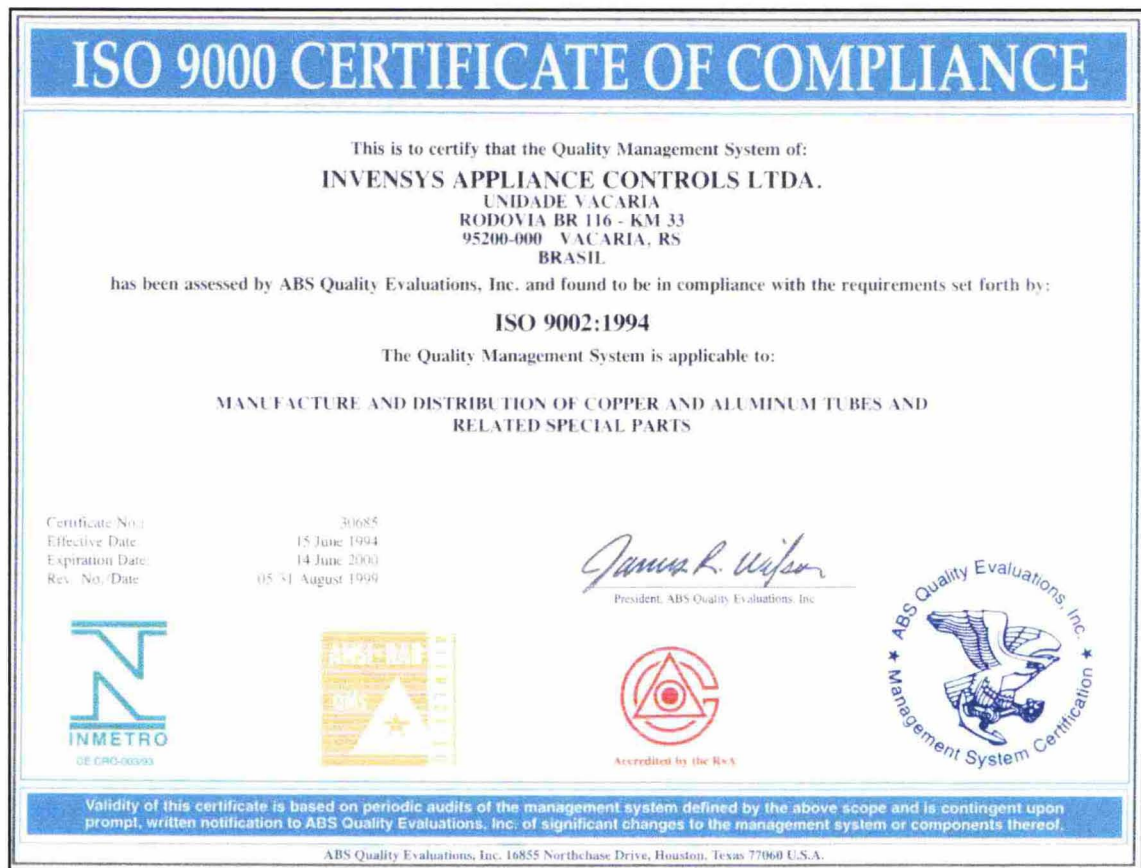 ISO 9000 CERTIFICATE OF COMPLIANCE
This is to certify that the Quality Management System of:
INVENSYS APPLIANCE CONTROLS LTDA.
UNIDADE VACARIA
RODOVIA BR 116 - KM 33
95200-000 VACARIA, RS
BRASIL
has been assessed by ABS Quality Evaluations, Inc. and found to be in compliance with the requirements set forth by:
ISO 9002:1994
The Quality Management System is applicable to:
MANUFACTURE AND DISTRIBUTION OF COPPER AND ALUMINUM TUBES AND
RELATED SPECIAL PARTS
Certificate No.: 30685
Effective Date: 15 June 1994
Expiration Date: 14 June 2000
Rev. No./Date 05/31 August 1999
James R. Wilson
President, ABS Quality Evaluations, Inc
INMETRO
ANSI-RAB
QMS
Accredited by the RvA
ABS Quality Evaluations, Inc.
Management System Certification
Validity of this certificate is based on periodic audits of the management system defined by the above scope and is contingent upon
prompt, written notification to ABS Quality Evaluations, Inc. of significant changes to the management system or components thereof.
ABS Quality Evaluations, Inc. 16855 Northchase Drive, Houston, Texas 77060 U.S.A.